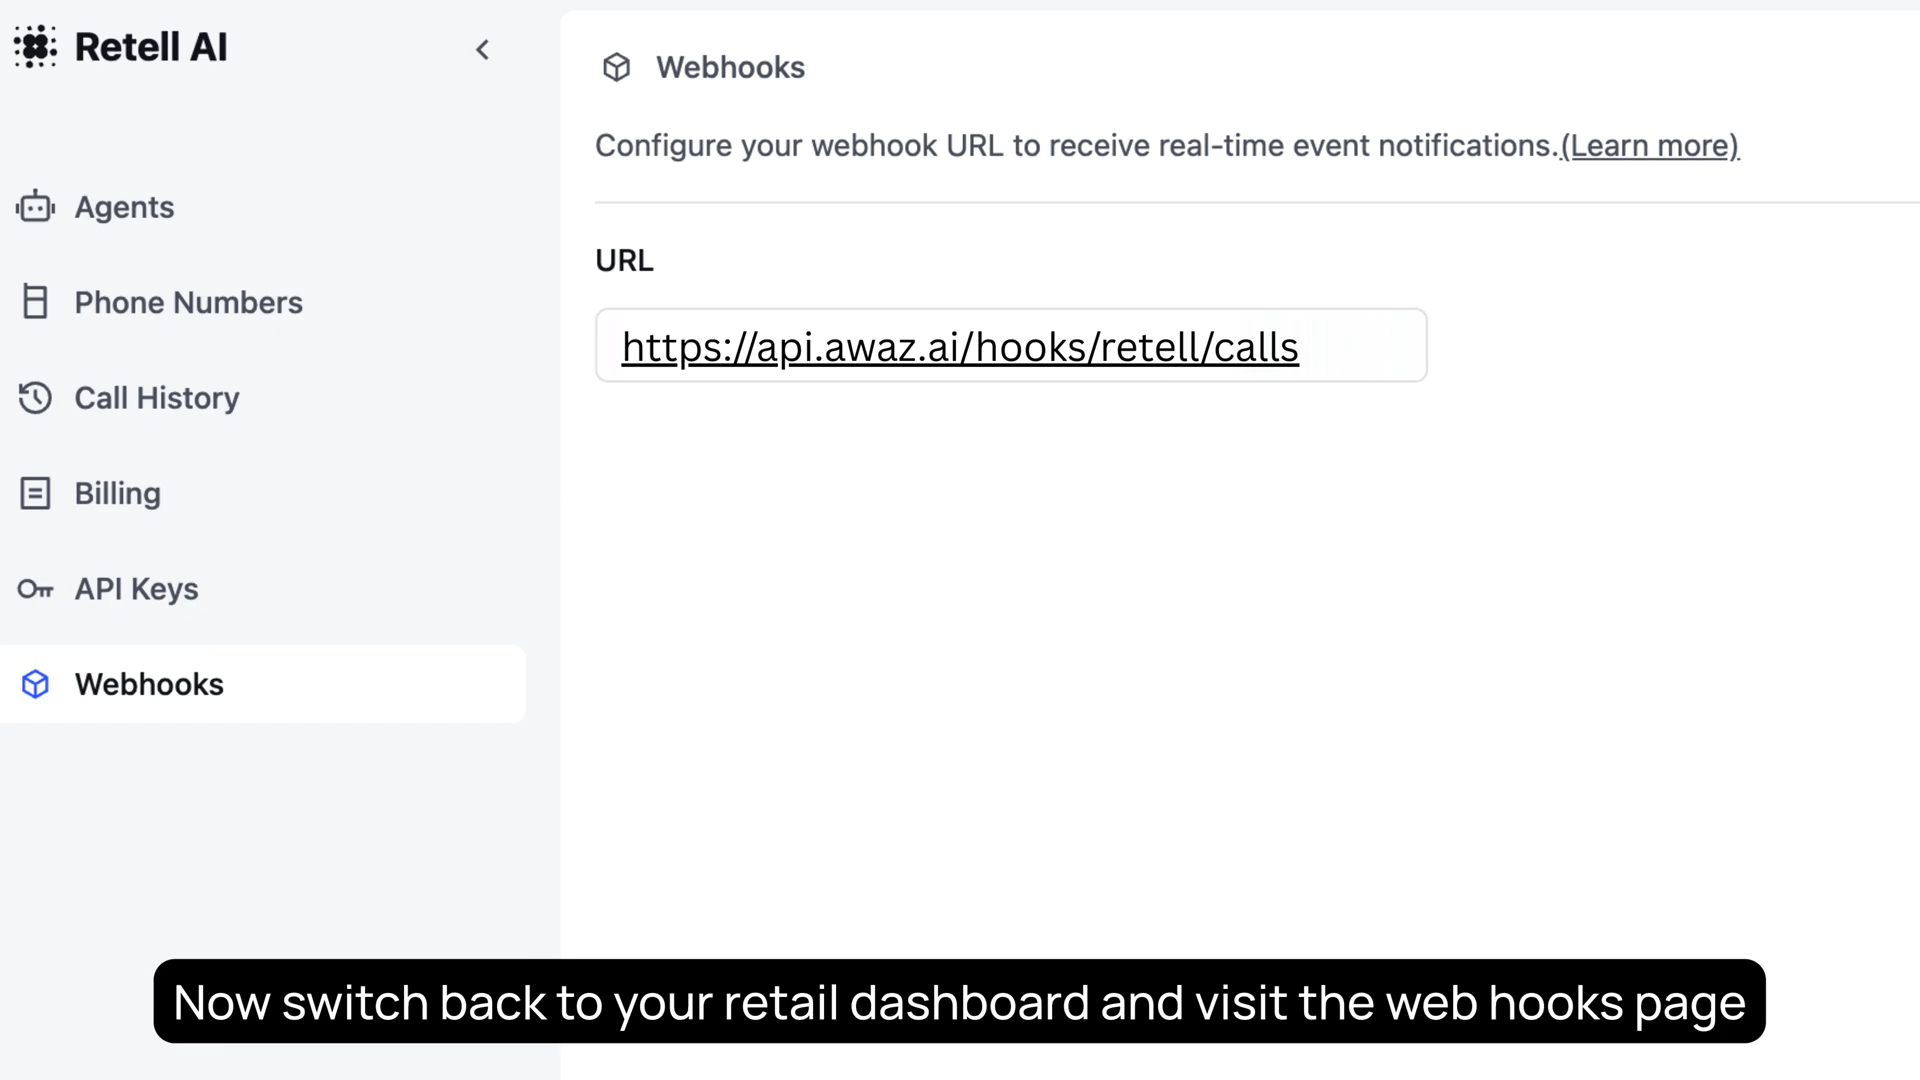 Retell AI
Agents
Phone Numbers
Call History
Billing
API Keys
Webhooks
Webhooks
Configure your webhook URL to receive real-time event notifications.(Learn more)
URL
https://api.awaz.ai/hooks/retell/calls
Now switch back to your retail dashboard and visit the web hooks page